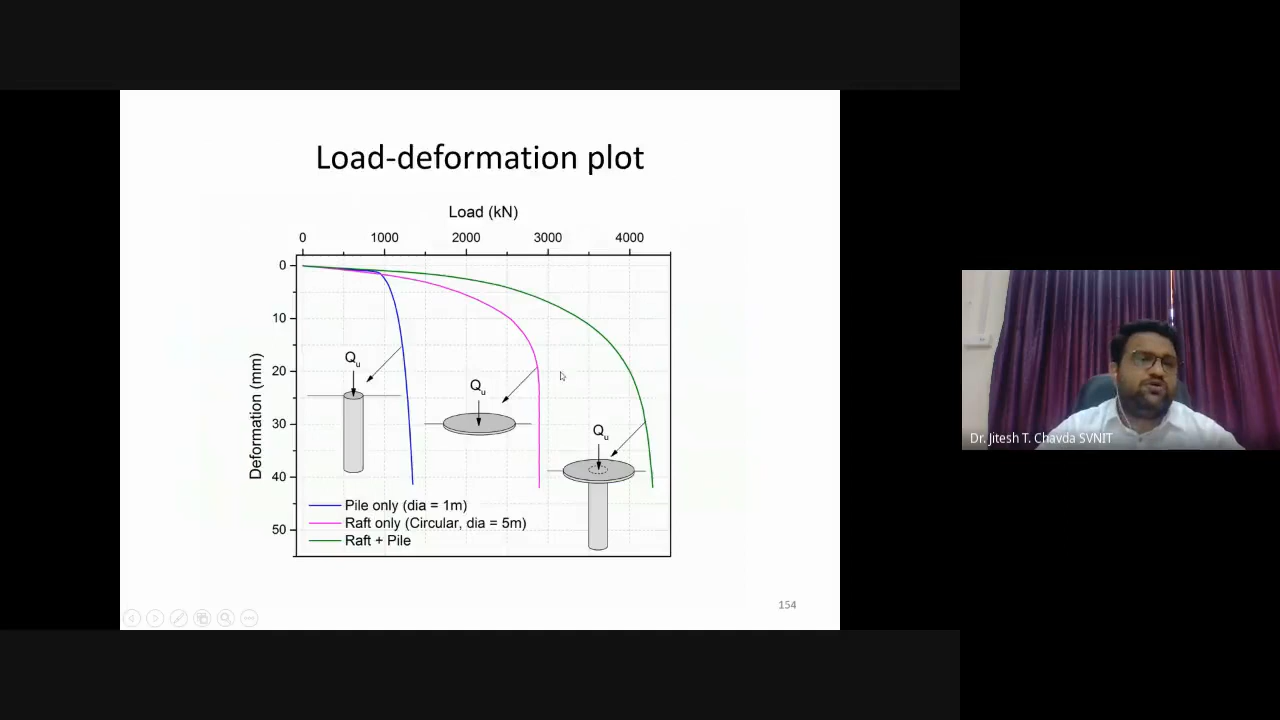 Load-deformation plot
Load (kN)
0 1000 2000 3000 4000
0
10
20
30
40
50
Deformation (mm)
Qu
Qu
Qu
Pile only (dia = 1m)
Raft only (Circular, dia = 5m)
Raft + Pile
154
Dr. Jitesh T. Chavda SVNIT